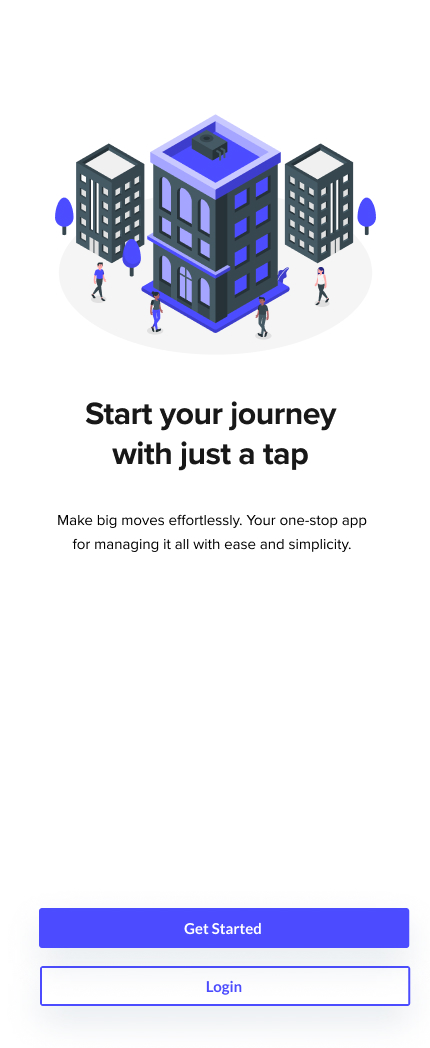 Start your journey
with just a tap
Make big moves effortlessly. Your one-stop app
for managing it all with ease and simplicity.
Get Started
Login